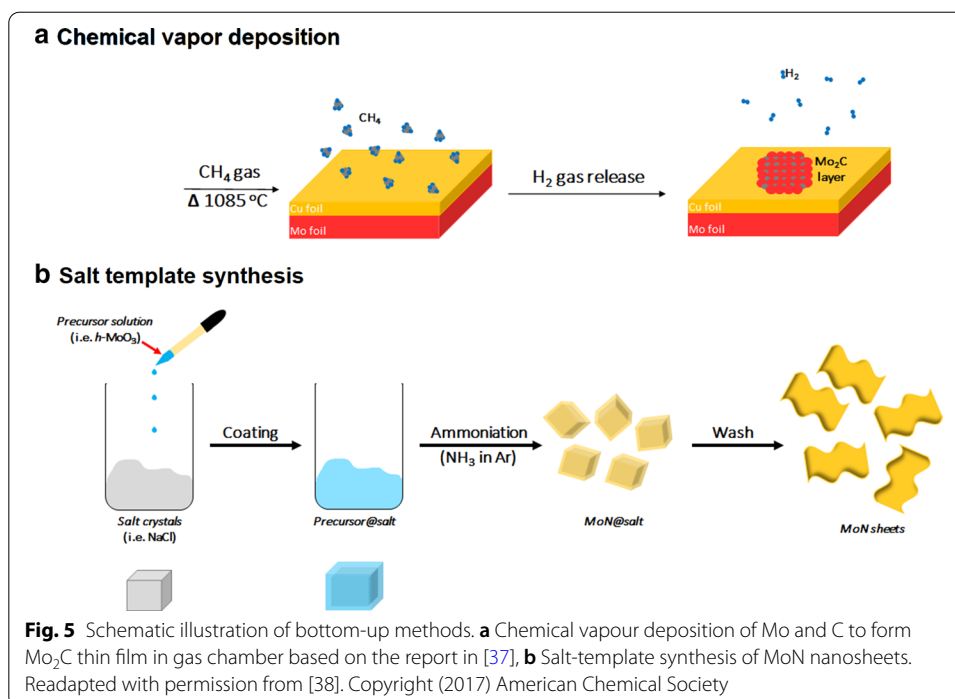 a Chemical vapor deposition
H₂
CH₄
CH₄ gas
Δ 1085 ºC
H₂ gas release
Mo₂C
layer
Cu foil
Mo foil
Cu foil
Mo foil
b Salt template synthesis
Precursor solution
(i.e. h-MoO₃)
Coating
Ammoniation
(NH₃ in Ar)
Wash
Salt crystals
(i.e. NaCl)
Precursor@salt
MoN@salt
MoN sheets
Fig. 5 Schematic illustration of bottom-up methods. a Chemical vapour deposition of Mo and C to form
Mo₂C thin film in gas chamber based on the report in [37], b Salt-template synthesis of MoN nanosheets.
Readapted with permission from [38]. Copyright (2017) American Chemical Society